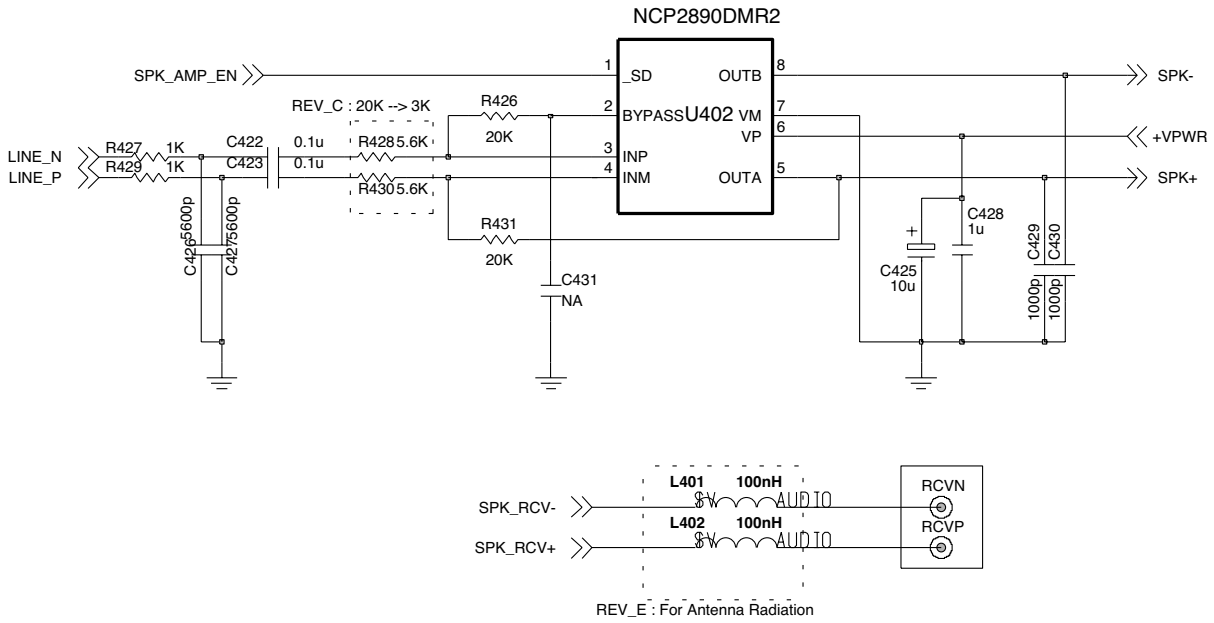 NCP2890DMR2
SPK_AMP_EN
1
_SD
OUTB
8
SPK-
REV_C : 20K --> 3K
R426
20K
2
BYPASS
U402
VM
7
VP
6
+VPWR
LINE_N
R427
1K
C422
0.1u
R428
5.6K
3
INP
LINE_P
R429
1K
C423
0.1u
R430
5.6K
4
INM
OUTA
5
SPK+
5600p
C426
5600p
C427
R431
20K
C431
NA
+
C425
10u
C428
1u
C429
1000p
C430
1000p
L401
100nH
SV
AUDIO
RCVN
SPK_RCV-
L402
100nH
SV
AUDIO
RCVP
SPK_RCV+
REV_E : For Antenna Radiation